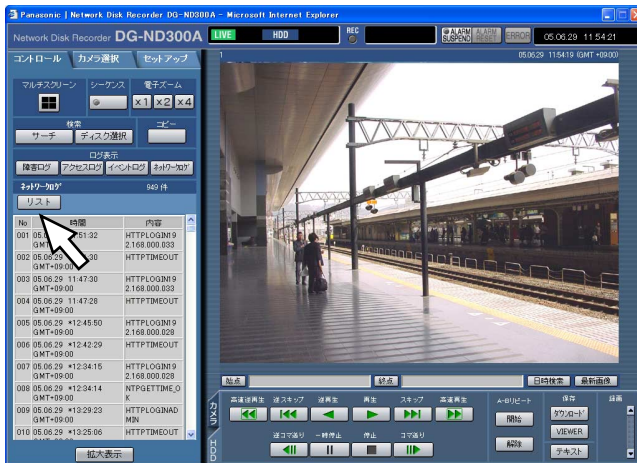 Panasonic | Network Disk Recorder DG-ND300A - Microsoft Internet Explorer
Network Disk Recorder DG-ND300A
LIVE HDD REC ALARM SUSPEND ALARM RESET ERROR 05.06.29 11:54:21
コントロール カメラ選択 セットアップ
1 05.06.29 11:54:19 (GMT +09:00)
マルチスクリーン シーケンス 電子ズーム
x1 x2 x4
検索 コピー
サーチ ディスク選択
ログ表示
障害ログ アクセスログ イベントログ ネットワークログ
ネットワークログ 949 件
リスト
No 時間 内容
001 05.0 :51:32 HTTPLOGIN19
GMT 2.168.000.033
002 05.06.29 :30 HTTPTIMEOUT
GMT+09:00
003 05.06.29 11:47:30 HTTPLOGIN19
GMT+09:00 2.168.000.033
004 05.06.29 11:47:28 HTTPTIMEOUT
GMT+09:00
005 05.06.29 *12:45:50 HTTPLOGIN19
GMT+09:00 2.168.000.028
006 05.06.29 *12:42:29 HTTPTIMEOUT
GMT+09:00
007 05.06.29 *12:34:15 HTTPLOGIN19
GMT+09:00 2.168.000.028
008 05.06.29 *12:34:14 NTPGETTIME_O
GMT+09:00 K
009 05.06.29 *13:29:23 HTTPLOGINAD
GMT+09:00 MIN
010 05.06.29 *13:25:06 HTTPTIMEOUT
拡大表示
始点 終点 日時検索 最新画像
カメラ
HDD
高速逆再生 逆スキップ 逆再生 再生 スキップ 高速再生 A-Bリピート 保存 録画
開始 ダウンロード
逆コマ送り 一時停止 停止 コマ送り VIEWER
解除 テキスト